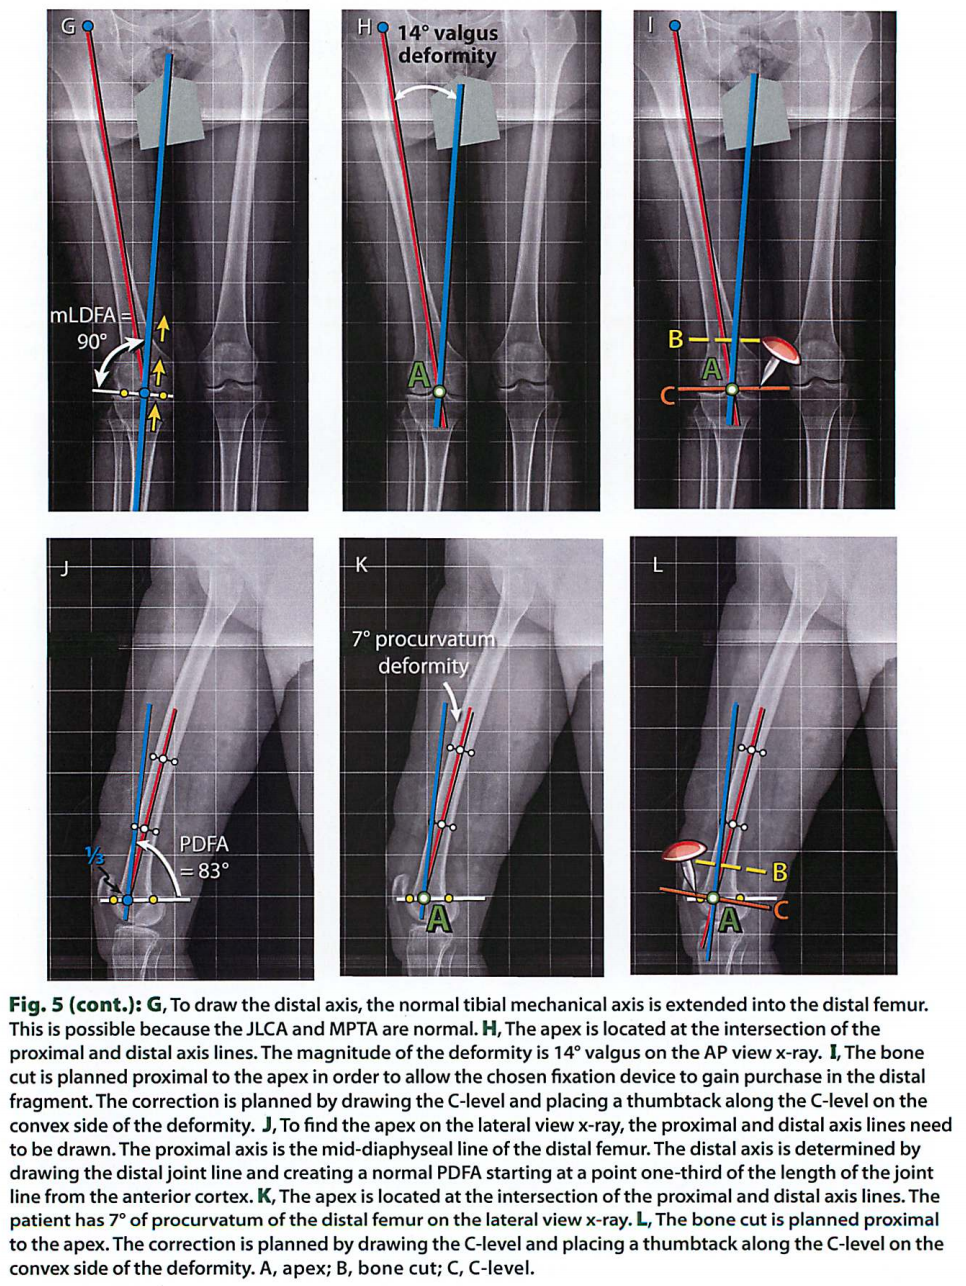 G
H
14° valgus
deformity
I
mLDFA =
90°
A
B
A
C
J
K
L
7° procurvatum
deformity
⅓
PDFA
= 83°
A
B
C
A
Fig. 5 (cont.): G, To draw the distal axis, the normal tibial mechanical axis is extended into the distal femur.
This is possible because the JLCA and MPTA are normal. H, The apex is located at the intersection of the
proximal and distal axis lines. The magnitude of the deformity is 14° valgus on the AP view x-ray. I, The bone
cut is planned proximal to the apex in order to allow the chosen fixation device to gain purchase in the distal
fragment. The correction is planned by drawing the C-level and placing a thumbtack along the C-level on the
convex side of the deformity. J, To find the apex on the lateral view x-ray, the proximal and distal axis lines need
to be drawn. The proximal axis is the mid-diaphyseal line of the distal femur. The distal axis is determined by
drawing the distal joint line and creating a normal PDFA starting at a point one-third of the length of the joint
line from the anterior cortex. K, The apex is located at the intersection of the proximal and distal axis lines. The
patient has 7° of procurvatum of the distal femur on the lateral view x-ray. L, The bone cut is planned proximal
to the apex. The correction is planned by drawing the C-level and placing a thumbtack along the C-level on the
convex side of the deformity. A, apex; B, bone cut; C, C-level.